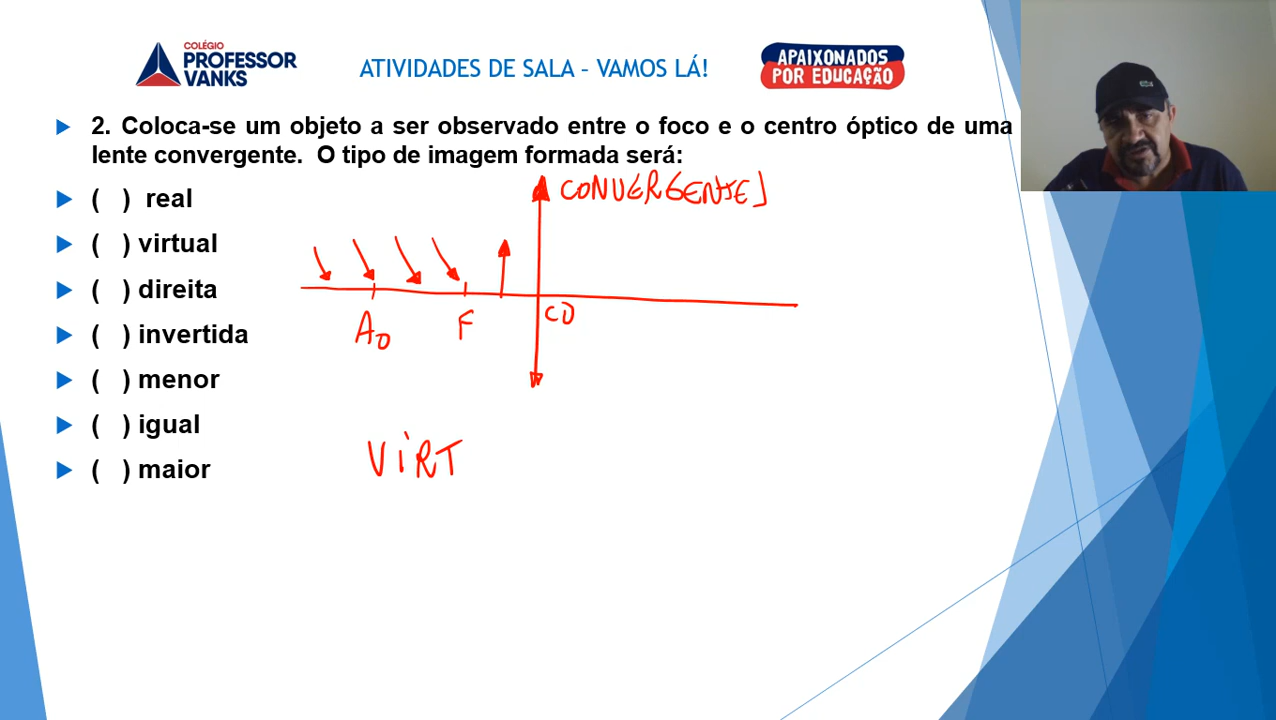 COLÉGIO
PROFESSOR
VANKS
ATIVIDADES DE SALA – VAMOS LÁ!
APAIXONADOS
POR EDUCAÇÃO
2. Coloca-se um objeto a ser observado entre o foco e o centro óptico de uma
lente convergente. O tipo de imagem formada será:
( ) real
( ) virtual
( ) direita
( ) invertida
( ) menor
( ) igual
( ) maior
CONVERGENTE
A0 F CO
ViRT